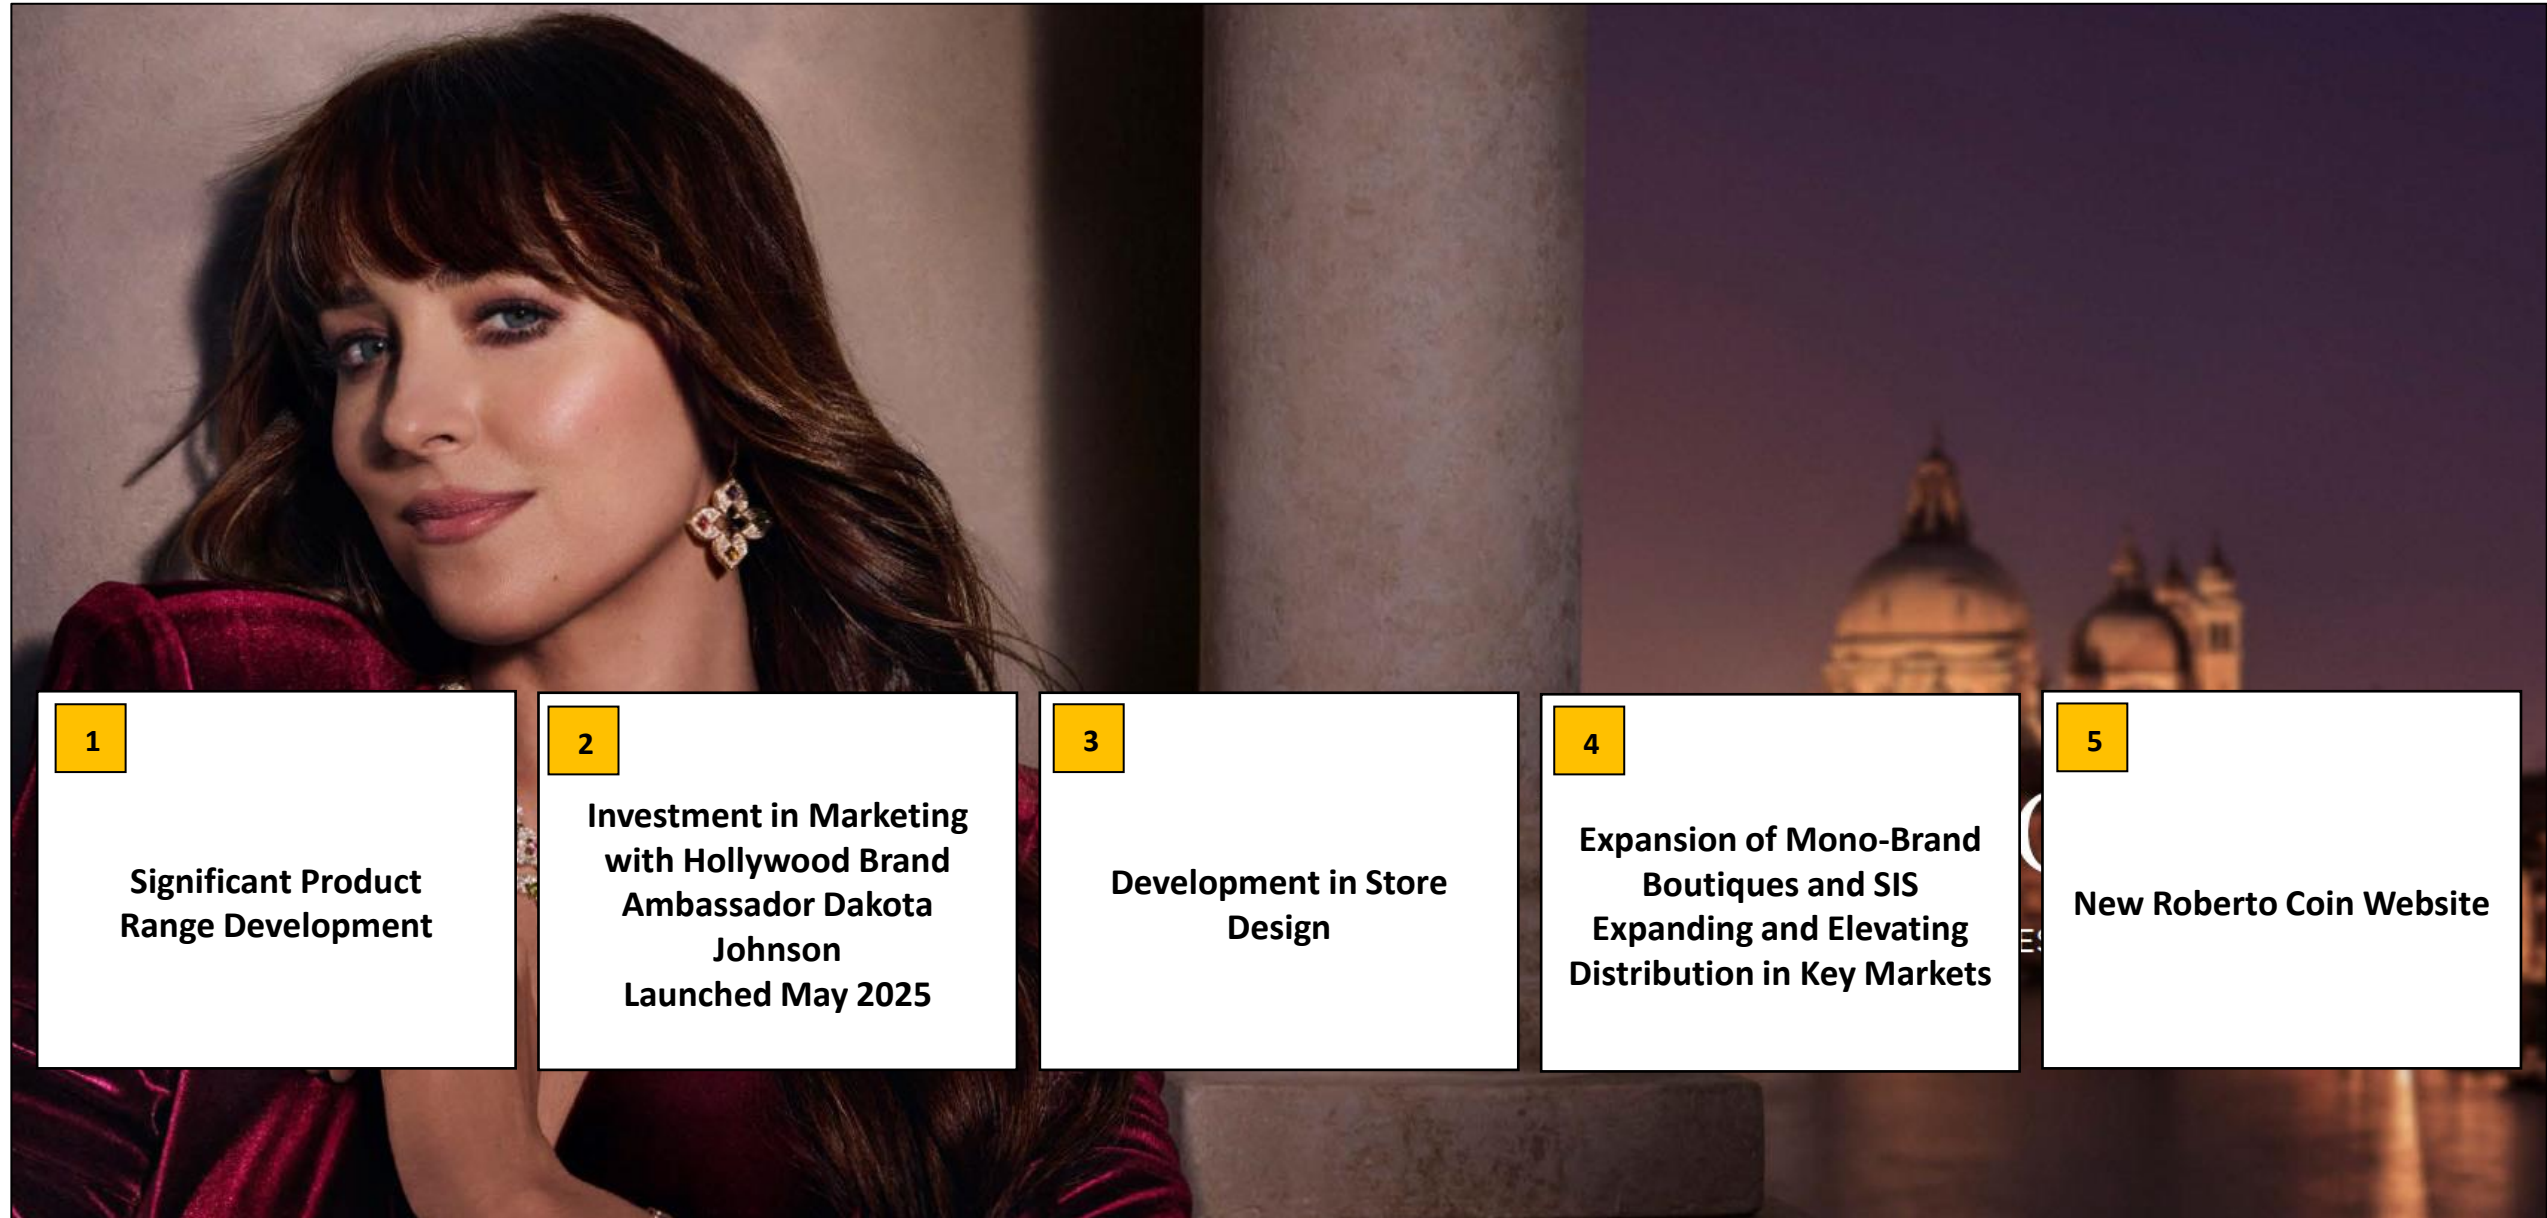 1
Significant Product
Range Development
2
Investment in Marketing
with Hollywood Brand
Ambassador Dakota
Johnson
Launched May 2025
3
Development in Store
Design
4
Expansion of Mono-Brand
Boutiques and SIS
Expanding and Elevating
Distribution in Key Markets
5
New Roberto Coin Website